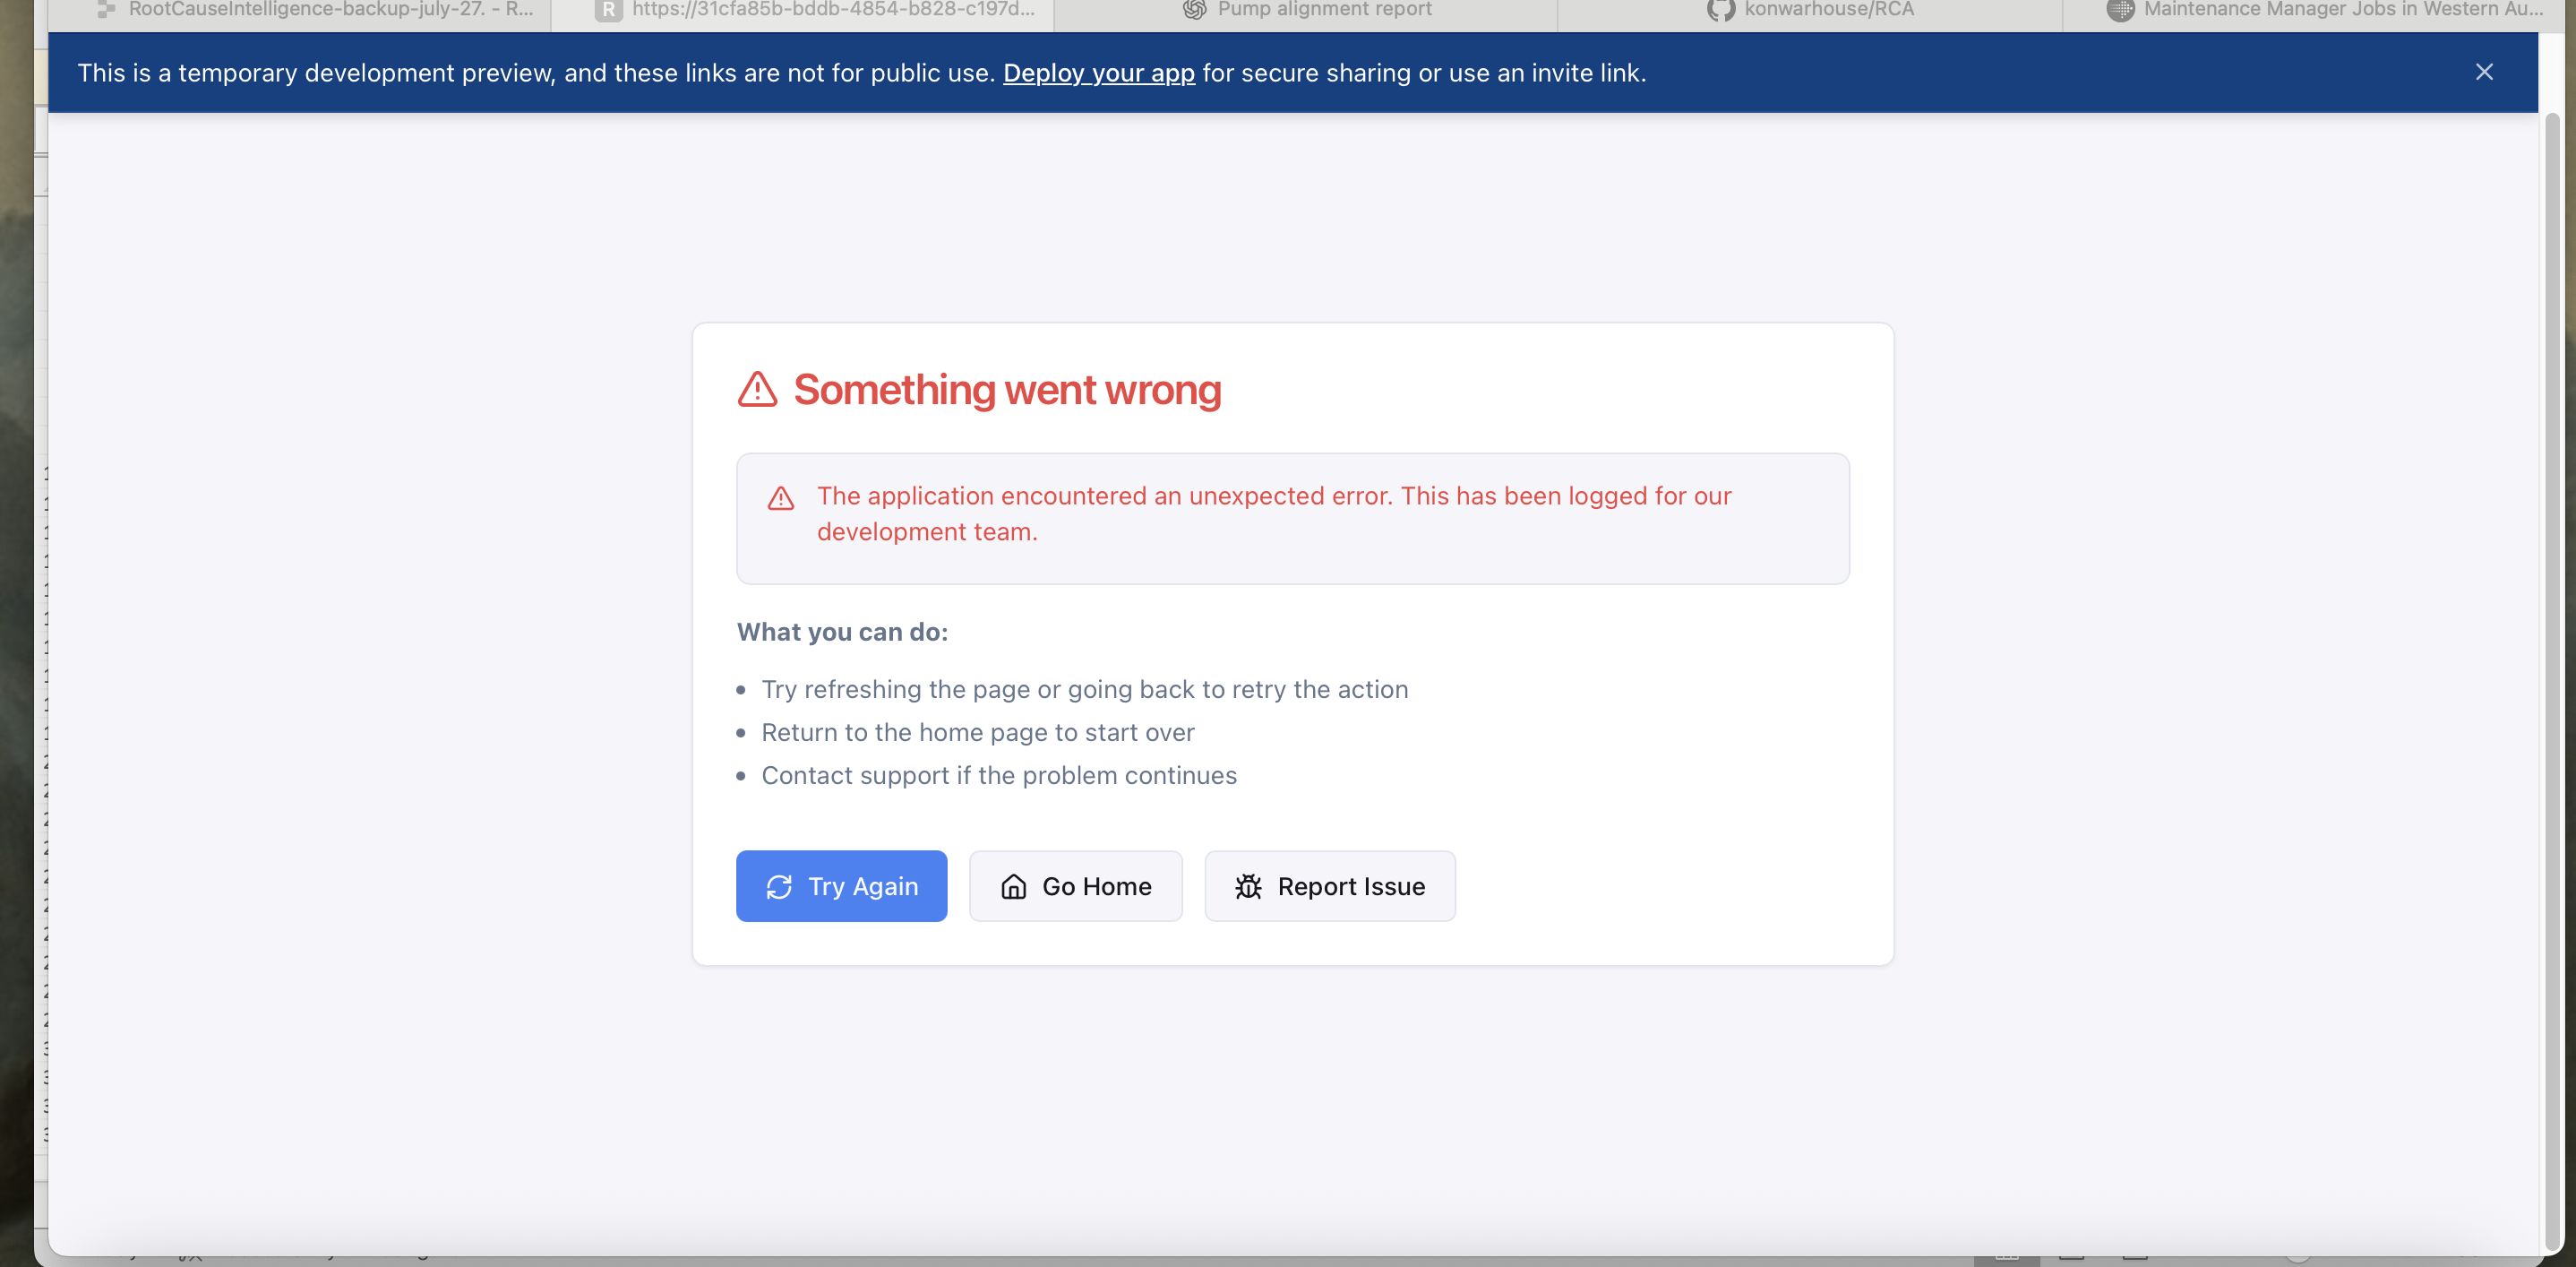 RootCauseIntelligence-backup-july-27. - R...
R https://31cfa85b-bddb-4854-b828-c197d...
Pump alignment report
konwarhouse/RCA
Maintenance Manager Jobs in Western Au...
This is a temporary development preview, and these links are not for public use. Deploy your app for secure sharing or use an invite link.
Something went wrong
The application encountered an unexpected error. This has been logged for our
development team.
What you can do:
• Try refreshing the page or going back to retry the action
• Return to the home page to start over
• Contact support if the problem continues
Try Again
Go Home
Report Issue